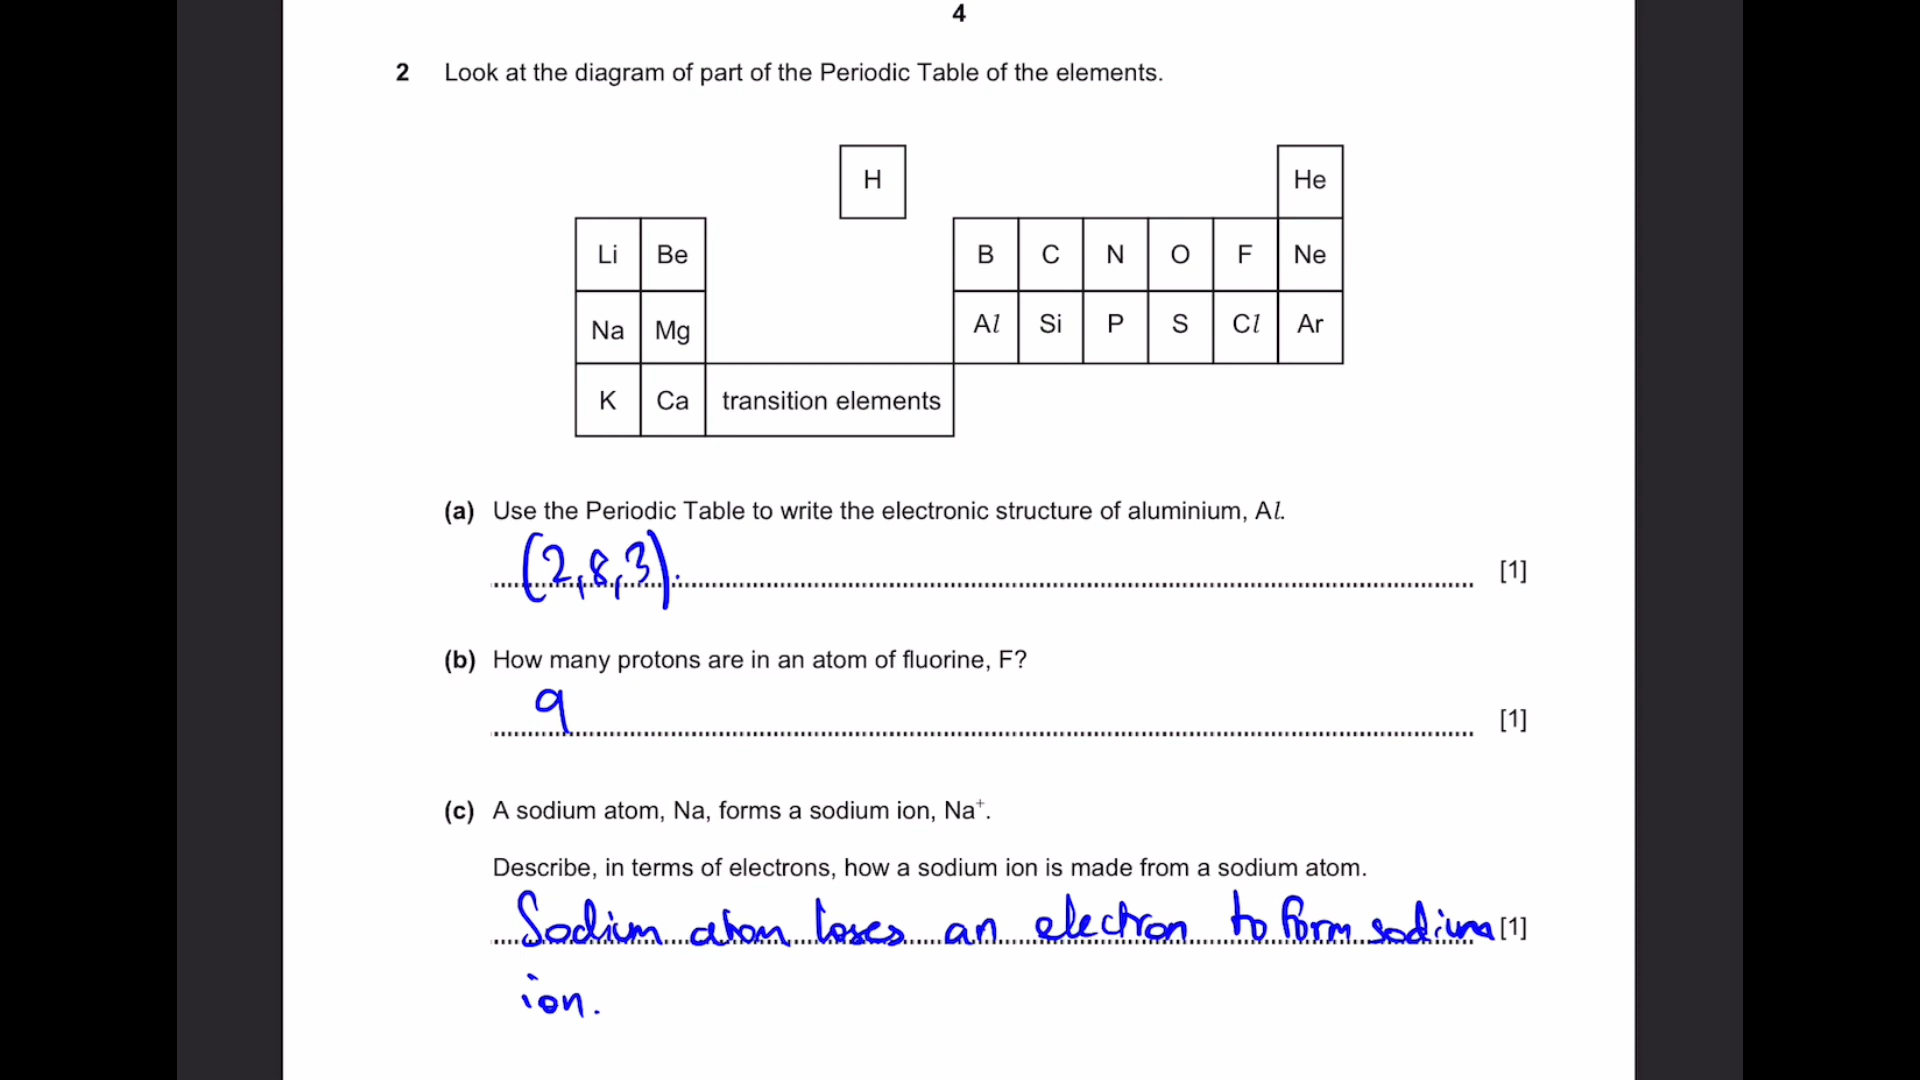 4
2 Look at the diagram of part of the Periodic Table of the elements.
H He
Li Be B C N O F Ne
Na Mg Al Si P S Cl Ar
K Ca transition elements
(a) Use the Periodic Table to write the electronic structure of aluminium, Al.
(2,8,3). [1]
(b) How many protons are in an atom of fluorine, F?
9 [1]
(c) A sodium atom, Na, forms a sodium ion, Na⁺.
Describe, in terms of electrons, how a sodium ion is made from a sodium atom.
Sodium atom loses an electron to form sodium [1]
ion.